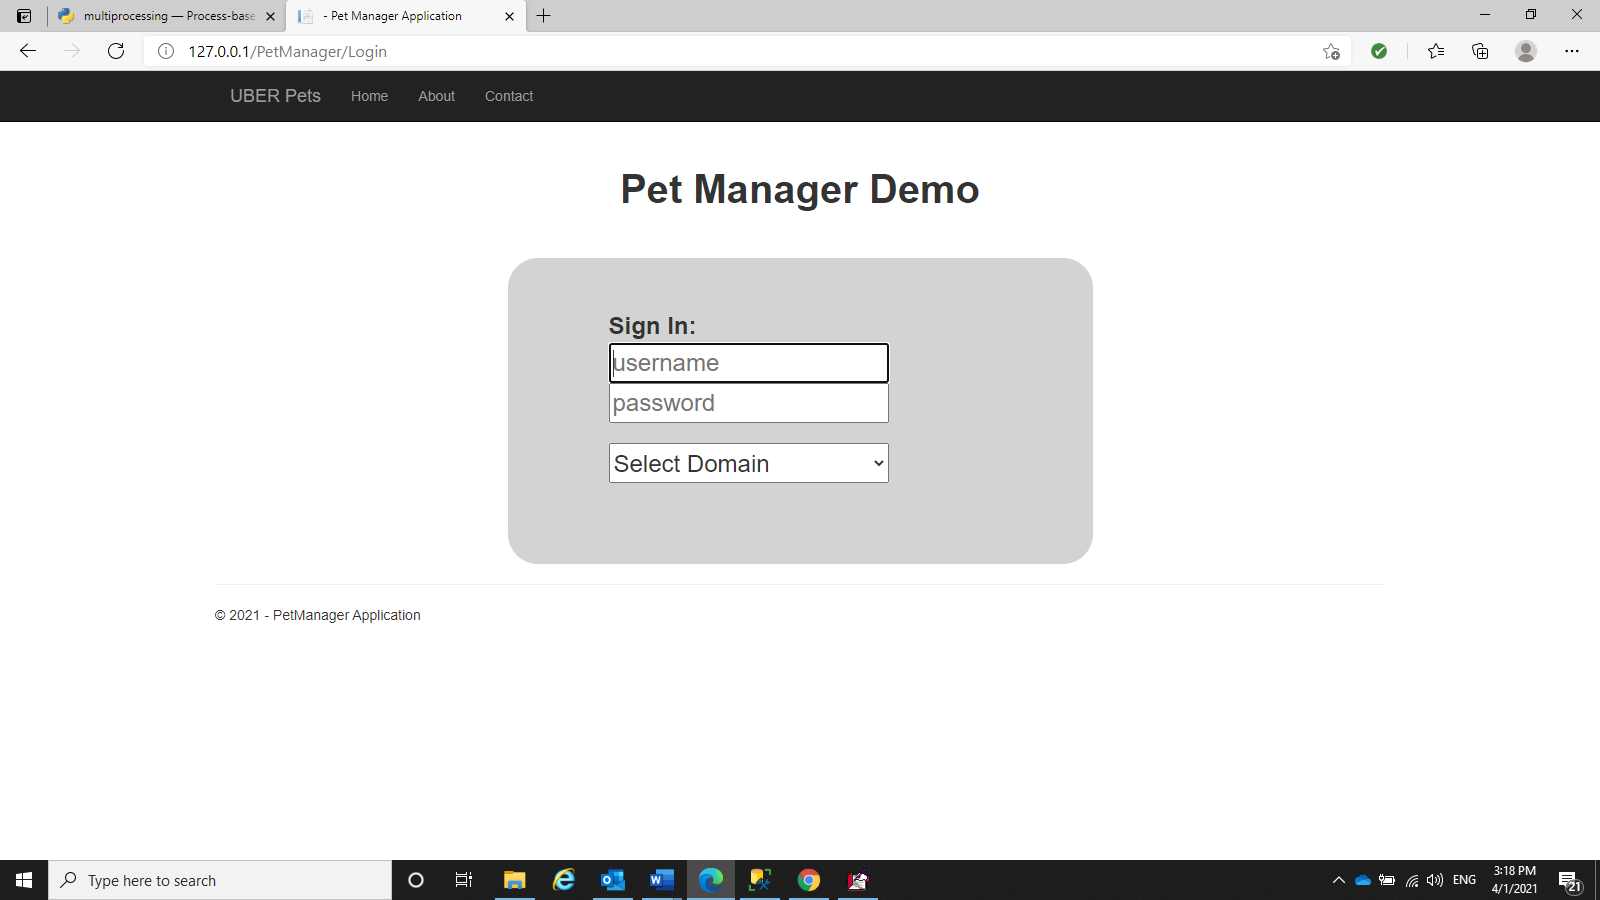 multiprocessing — Process-base
- Pet Manager Application
127.0.0.1/PetManager/Login
UBER Pets Home About Contact
Pet Manager Demo
Sign In:
username
password
Select Domain
© 2021 - PetManager Application
Type here to search
ENG
3:18 PM
4/1/2021
21